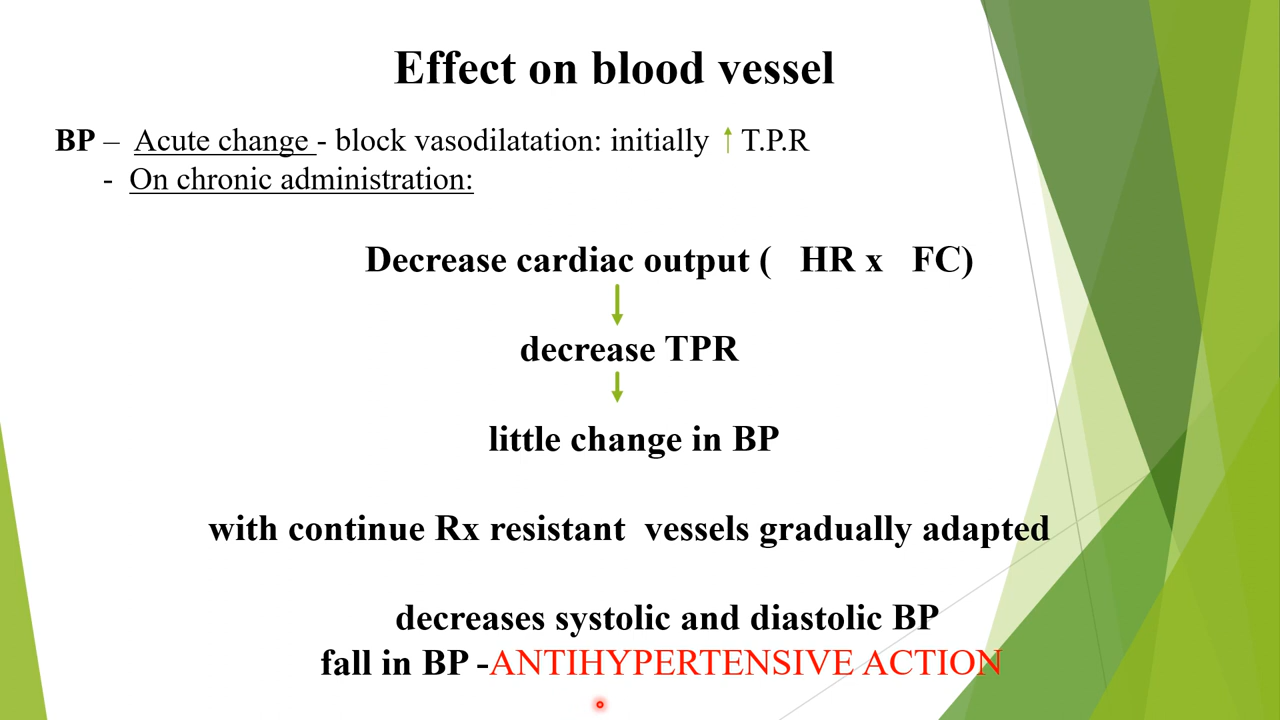 Effect on blood vessel
BP – Acute change - block vasodilatation: initially ↑ T.P.R
- On chronic administration:
Decrease cardiac output ( HR x FC)
decrease TPR
little change in BP
with continue Rx resistant vessels gradually adapted
decreases systolic and diastolic BP
fall in BP -ANTIHYPERTENSIVE ACTION